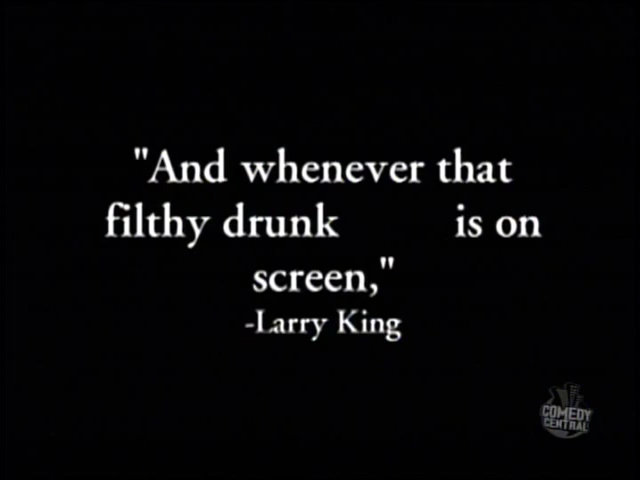 "And whenever that
filthy drunk is on
screen,"
-Larry King
COMEDY
CENTRAL